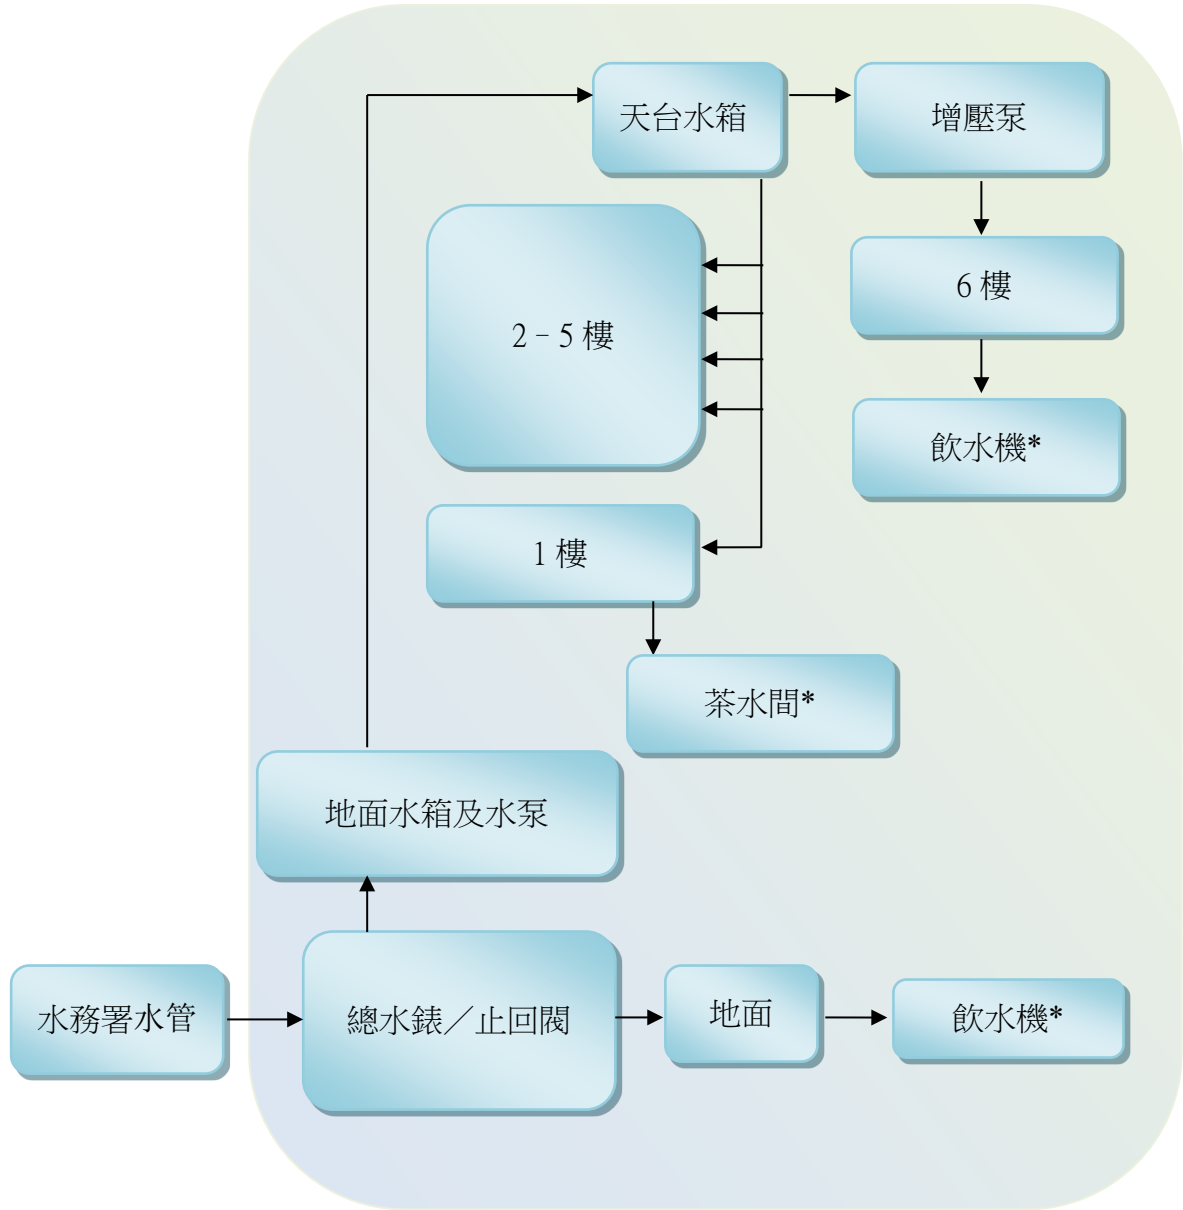 天台水箱
增壓泵
6 樓
2 – 5 樓
飲水機*
1 樓
茶水間*
地面水箱及水泵
水務署水管
總水錶／止回閥
地面
飲水機*